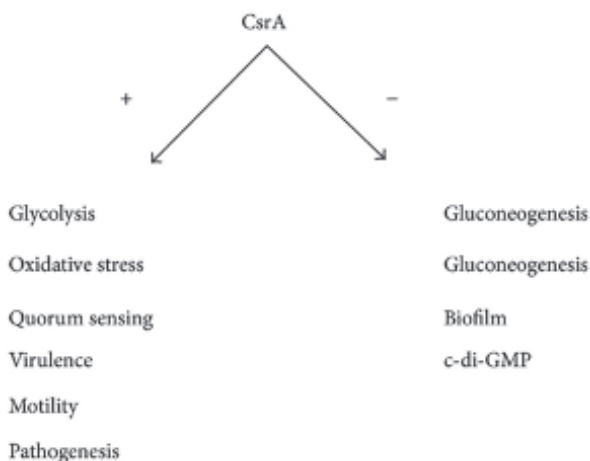 CsrA
+ −
Glycolysis Gluconeogenesis
Oxidative stress Gluconeogenesis
Quorum sensing Biofilm
Virulence c-di-GMP
Motility
Pathogenesis